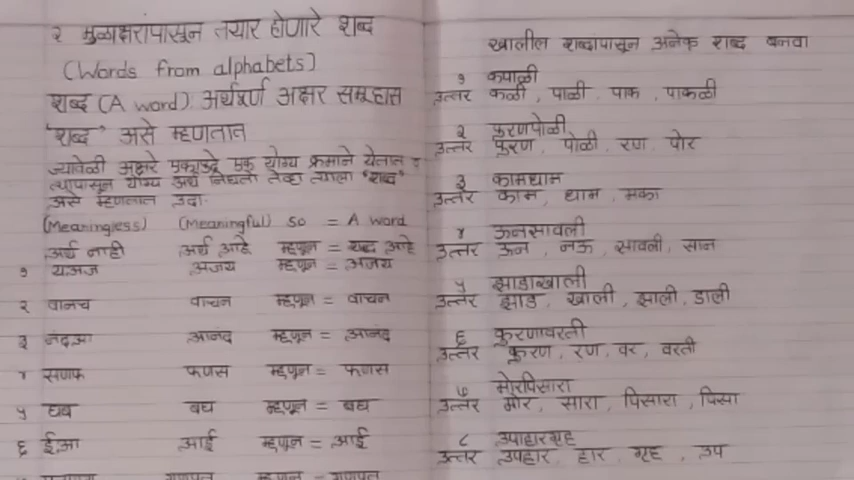 २ मुळाक्षरांपासून तयार होणारे शब्द
(Words from alphabets)
शब्द (A word) अर्थपूर्ण अक्षर समूहास
"शब्द" असे म्हणतात
ज्यावेळी अक्षरे एकापुढे एक योग्य क्रमाने येतात व
त्यापासून योग्य अर्थ निघतो तेव्हा त्याला "शब्द"
असे म्हणतात उदा.
(Meaningless) (Meaningful) so = A word
अर्थ नाही अर्थ आहे म्हणून = शब्द आहे
१ यअज अजय म्हणून = अजय
२ वानच वाचन म्हणून = वाचन
३ नंदआ आनंद म्हणून = आनंद
४ सणफ फणस म्हणून = फणस
५ घब बघ म्हणून = बघ
६ ईआ आई म्हणून = आई
खालील शब्दांपासून अनेक शब्द बनवा
१ कपाळी
उत्तर कळी, पाळी, पाक, पाकळी
२ पुरणपोळी
उत्तर पुरण, पोळी, रण, पोर
३ कामधाम
उत्तर काम, धाम, मका
४ ऊनसावली
उत्तर ऊन, नऊ, सावली, सान
५ झाडाखाली
उत्तर झाड, खाली, झाली, डाली
६ कुरणावरती
उत्तर कुरण, रण, वर, वरती
७ मोरपिसारा
उत्तर मोर, सारा, पिसारा, पिसा
८ उपाहारगृह
उत्तर उपहार, हार, गृह, उप